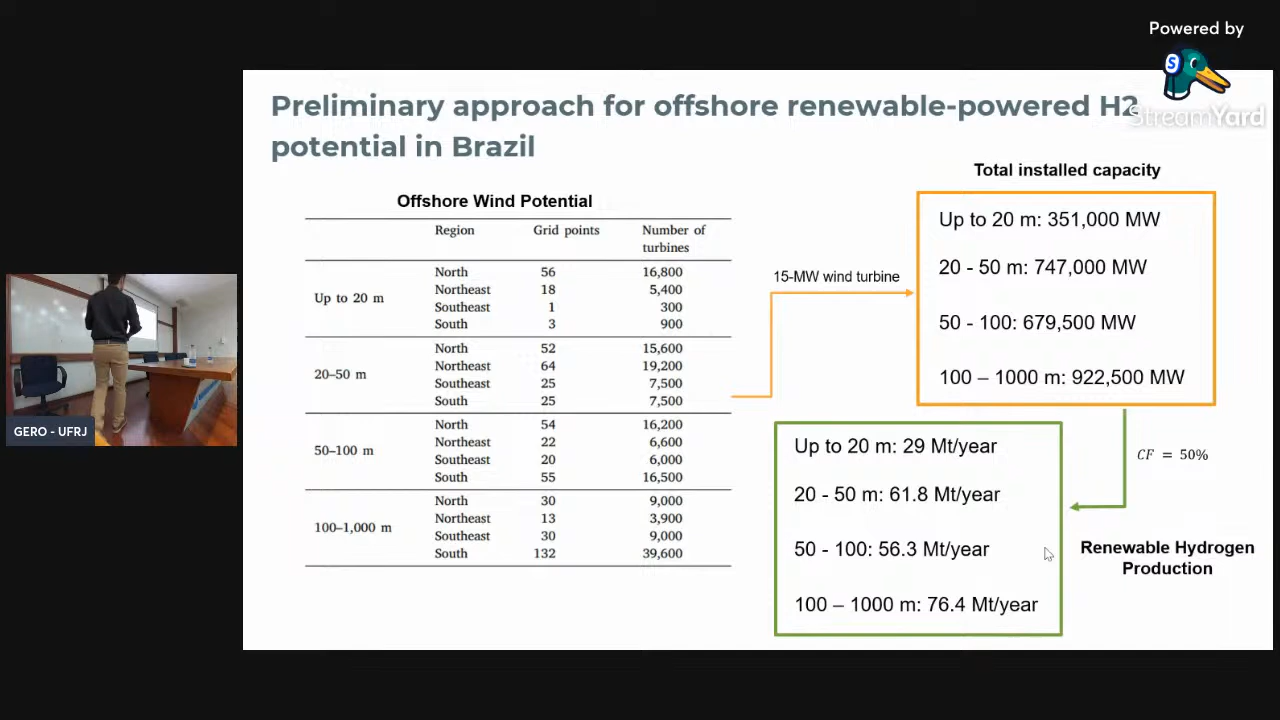 Powered by
S
StreamYard
Preliminary approach for offshore renewable-powered H2
potential in Brazil
Total installed capacity
Offshore Wind Potential
Region Grid points Number of
turbines
Up to 20 m
North 56 16,800
Northeast 18 5,400
Southeast 1 300
South 3 900
20–50 m
North 52 15,600
Northeast 64 19,200
Southeast 25 7,500
South 25 7,500
50–100 m
North 54 16,200
Northeast 22 6,600
Southeast 20 6,000
South 55 16,500
100–1,000 m
North 30 9,000
Northeast 13 3,900
Southeast 30 9,000
South 132 39,600
15-MW wind turbine
Up to 20 m: 351,000 MW
20 - 50 m: 747,000 MW
50 - 100: 679,500 MW
100 – 1000 m: 922,500 MW
CF = 50%
Up to 20 m: 29 Mt/year
20 - 50 m: 61.8 Mt/year
50 - 100: 56.3 Mt/year
100 – 1000 m: 76.4 Mt/year
Renewable Hydrogen
Production
GERO - UFRJ